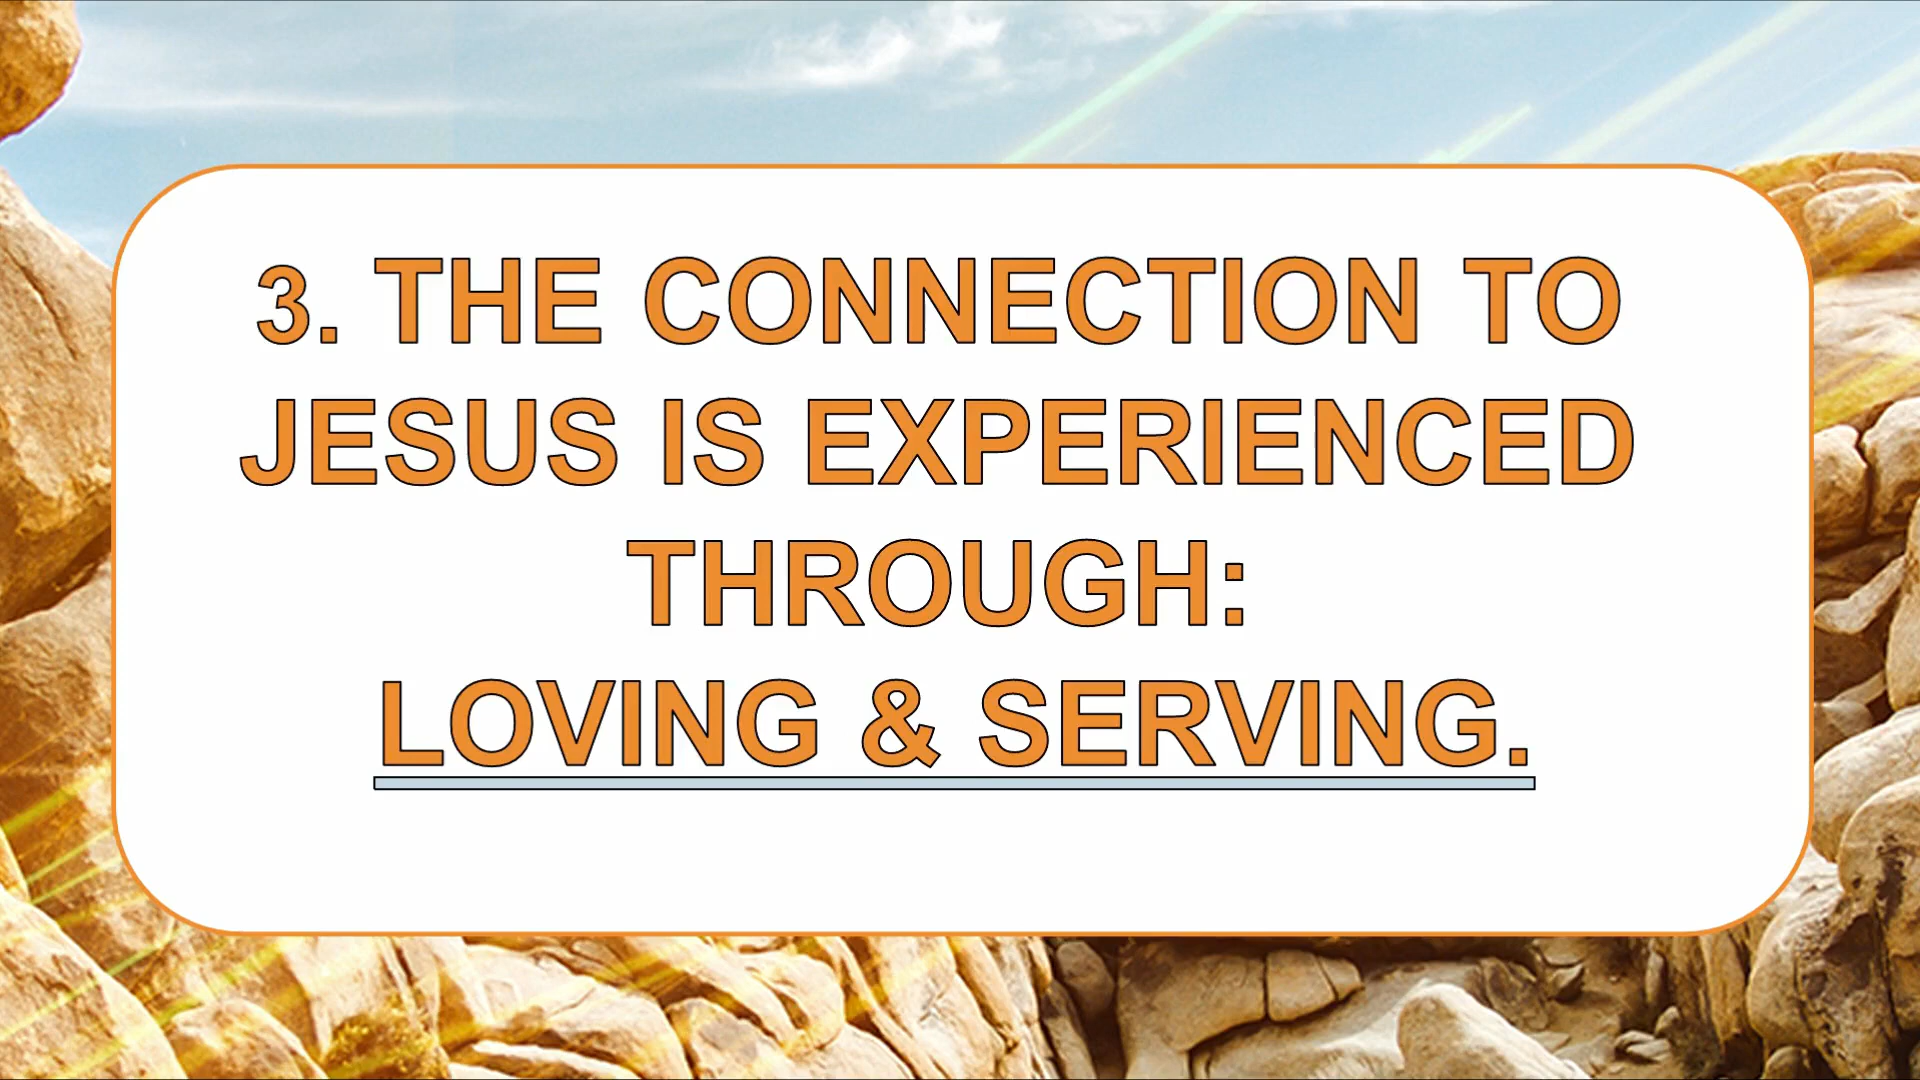 3. THE CONNECTION TO
JESUS IS EXPERIENCED
THROUGH:
LOVING & SERVING.